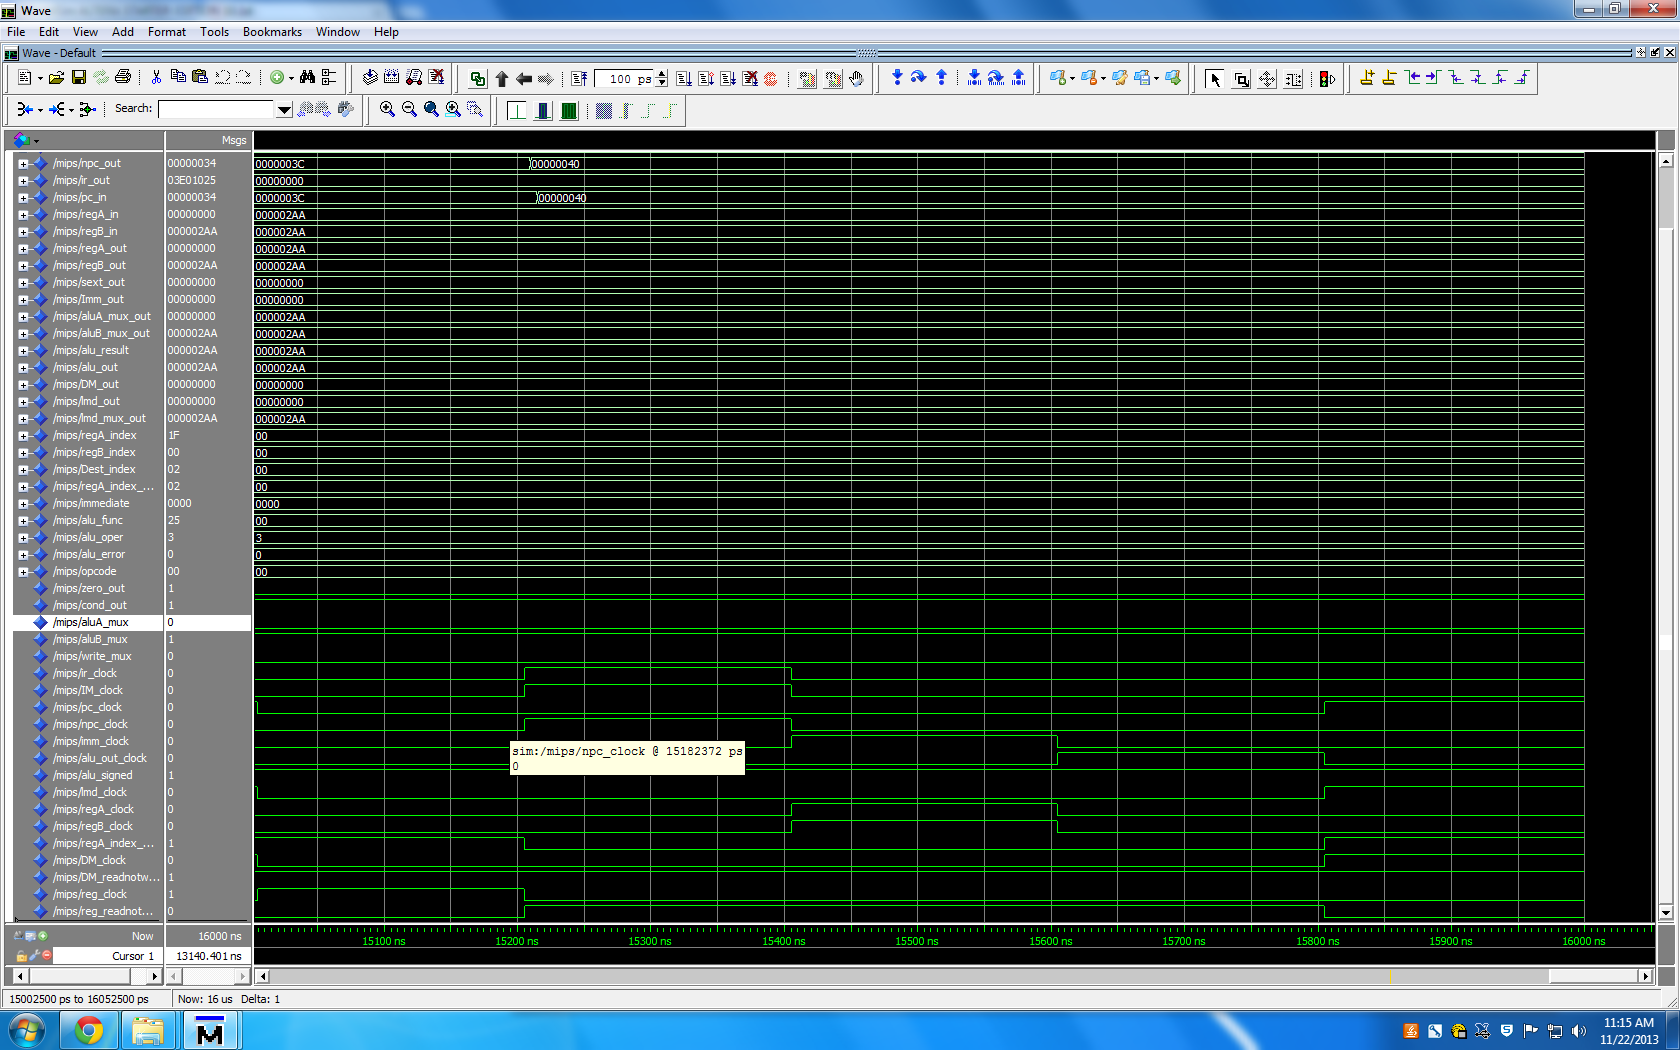 Wave
File Edit View Add Format Tools Bookmarks Window Help
Wave - Default
100 ps
Search:
Msgs
/mips/npc_out 00000034 0000003C 00000040
/mips/ir_out 03E01025 00000000
/mips/pc_in 00000034 0000003C 00000040
/mips/regA_in 00000000 000002AA
/mips/regB_in 000002AA 000002AA
/mips/regA_out 00000000 000002AA
/mips/regB_out 000002AA 000002AA
/mips/sext_out 00000000 00000000
/mips/Imm_out 00000000 00000000
/mips/aluA_mux_out 00000000 000002AA
/mips/aluB_mux_out 000002AA 000002AA
/mips/alu_result 000002AA 000002AA
/mips/alu_out 000002AA 000002AA
/mips/DM_out 00000000 00000000
/mips/lmd_out 00000000 00000000
/mips/lmd_mux_out 000002AA 000002AA
/mips/regA_index 1F 00
/mips/regB_index 00 00
/mips/Dest_index 02 00
/mips/regA_index_... 02 00
/mips/immediate 0000 0000
/mips/alu_func 25 00
/mips/alu_oper 3 3
/mips/alu_error 0 0
/mips/opcode 00 00
/mips/zero_out 1
/mips/cond_out 1
/mips/aluA_mux 0
/mips/aluB_mux 1
/mips/write_mux 0
/mips/ir_clock 0
/mips/IM_clock 0
/mips/pc_clock 0
/mips/npc_clock 0
/mips/imm_clock 0
/mips/alu_out_clock 0
/mips/alu_signed 1
/mips/lmd_clock 0
/mips/regA_clock 0
/mips/regB_clock 0
/mips/regA_index_... 1
/mips/DM_clock 0
/mips/DM_readnotw... 1
/mips/reg_clock 1
/mips/reg_readnot... 0
sim:/mips/npc_clock @ 15182372 ps
0
Now 16000 ns 15100 ns 15200 ns 15300 ns 15400 ns 15500 ns 15600 ns 15700 ns 15800 ns 15900 ns 16000 ns
Cursor 1 13140.401 ns
15002500 ps to 16052500 ps Now: 16 us Delta: 1
11:15 AM
11/22/2013